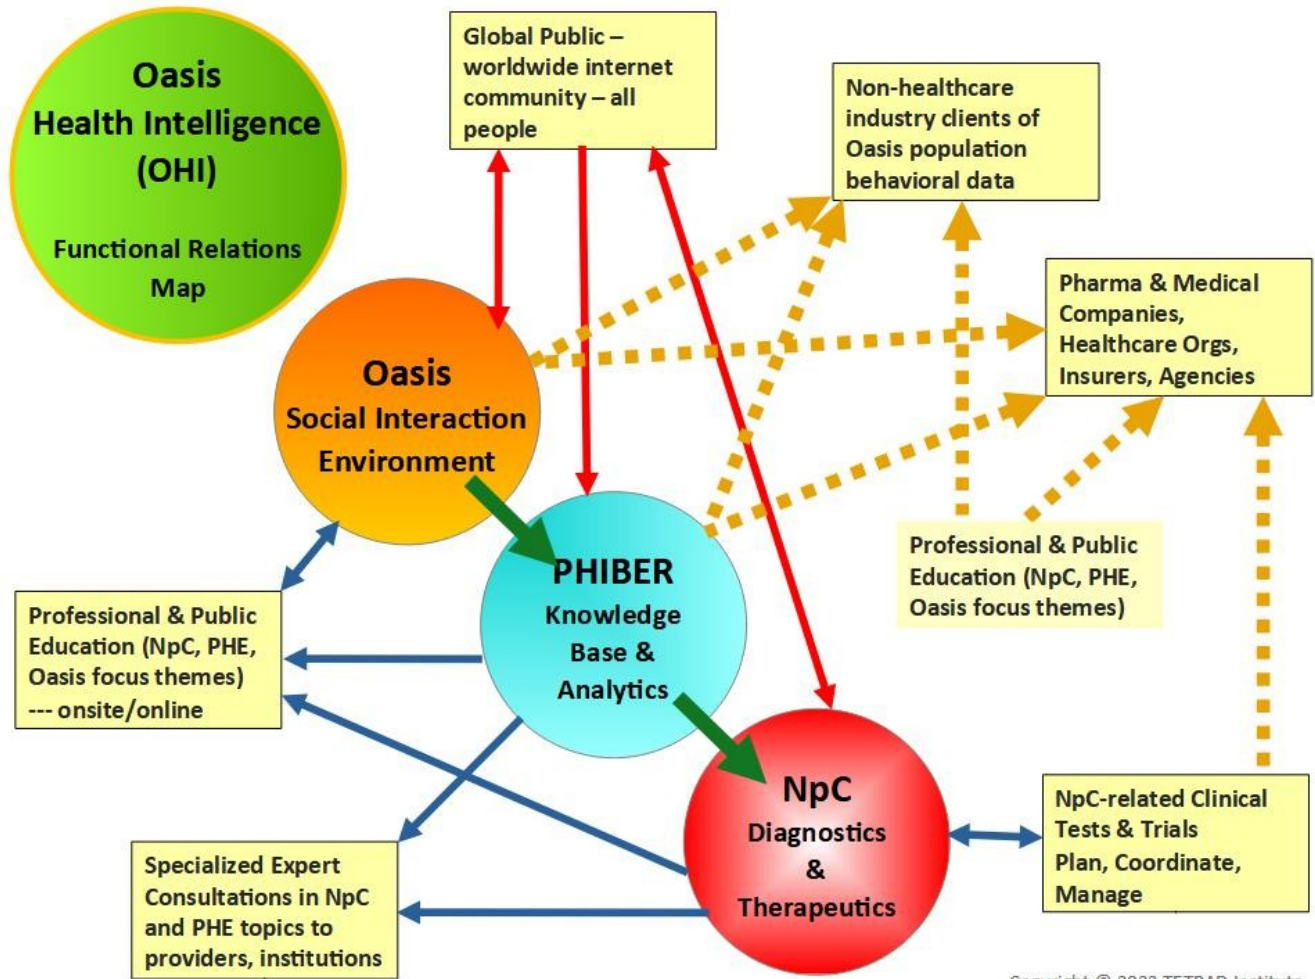 Oasis
Health Intelligence
(OHI)
Functional Relations
Map
Global Public –
worldwide internet
community – all
people
Non-healthcare
industry clients of
Oasis population
behavioral data
Pharma & Medical
Companies,
Healthcare Orgs,
Insurers, Agencies
Oasis
Social Interaction
Environment
PHIBER
Knowledge
Base &
Analytics
Professional & Public
Education (NpC, PHE,
Oasis focus themes)
Professional & Public
Education (NpC, PHE,
Oasis focus themes)
--- onsite/online
NpC
Diagnostics
&
Therapeutics
NpC-related Clinical
Tests & Trials
Plan, Coordinate,
Manage
Specialized Expert
Consultations in NpC
and PHE topics to
providers, institutions